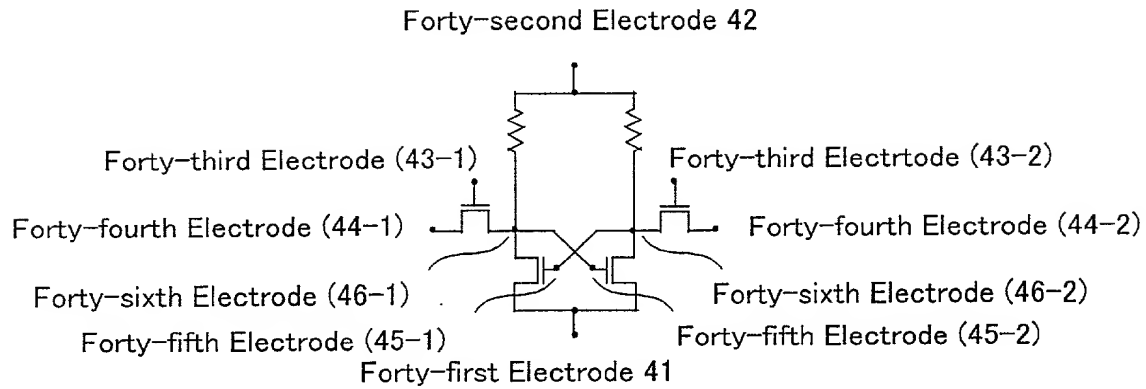 Forty-second Electrode 42
Forty-third Electrode (43-1)
Forty-third Electrtode (43-2)
Forty-fourth Electrode (44-1)
Forty-fourth Electrode (44-2)
Forty-sixth Electrode (46-1)
Forty-sixth Electrode (46-2)
Forty-fifth Electrode (45-1)
Forty-fifth Electrode (45-2)
Forty-first Electrode 41